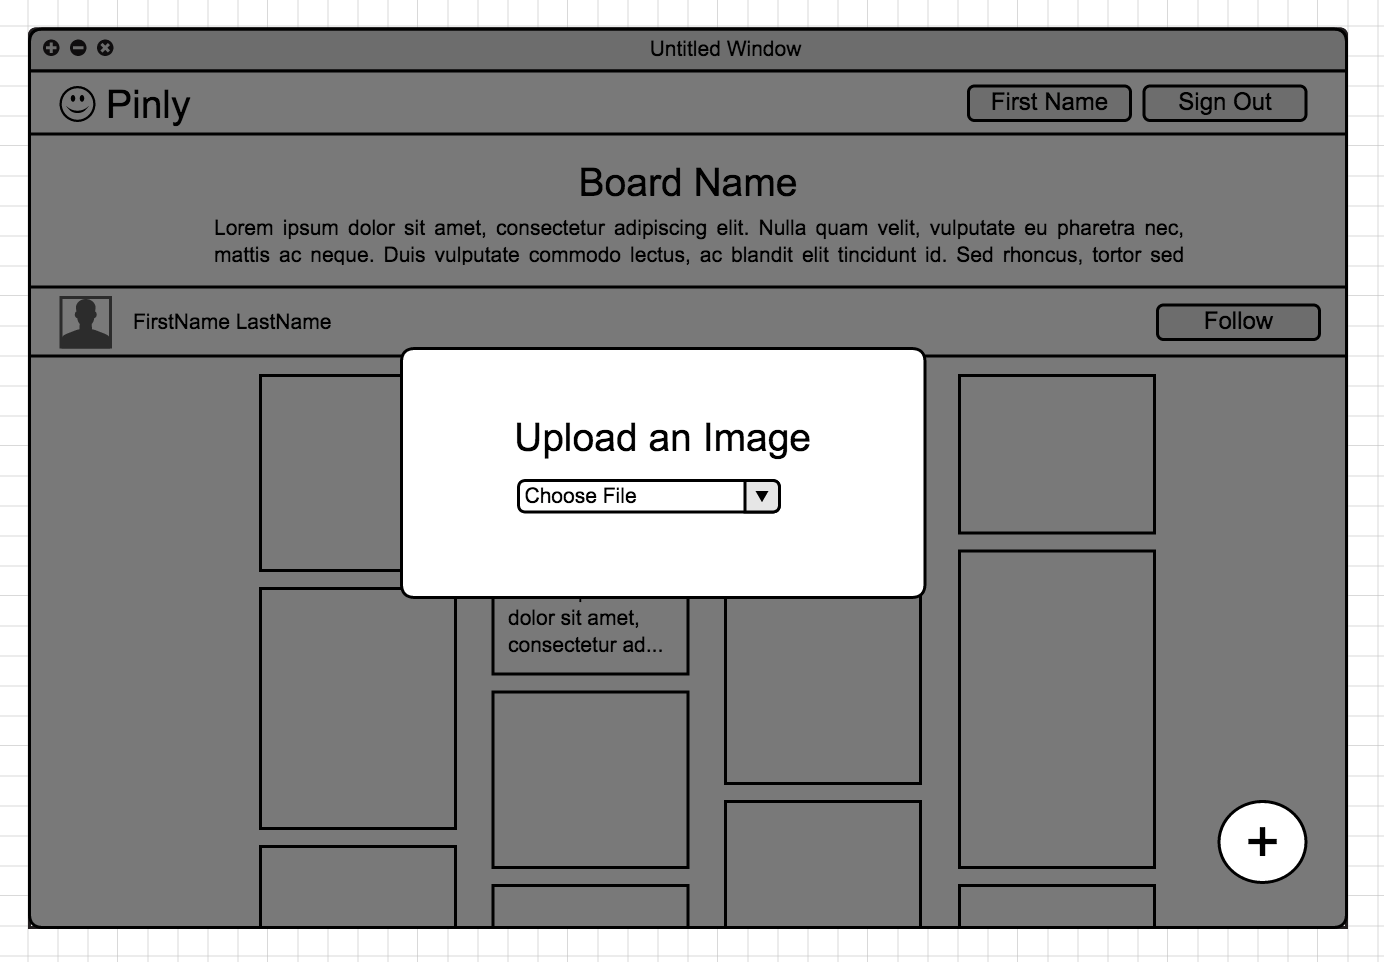 Untitled Window
Pinly
First Name
Sign Out
Board Name
Lorem ipsum dolor sit amet, consectetur adipiscing elit. Nulla quam velit, vulputate eu pharetra nec,
mattis ac neque. Duis vulputate commodo lectus, ac blandit elit tincidunt id. Sed rhoncus, tortor sed
FirstName LastName
Follow
Upload an Image
Choose File
dolor sit amet,
consectetur ad...
+